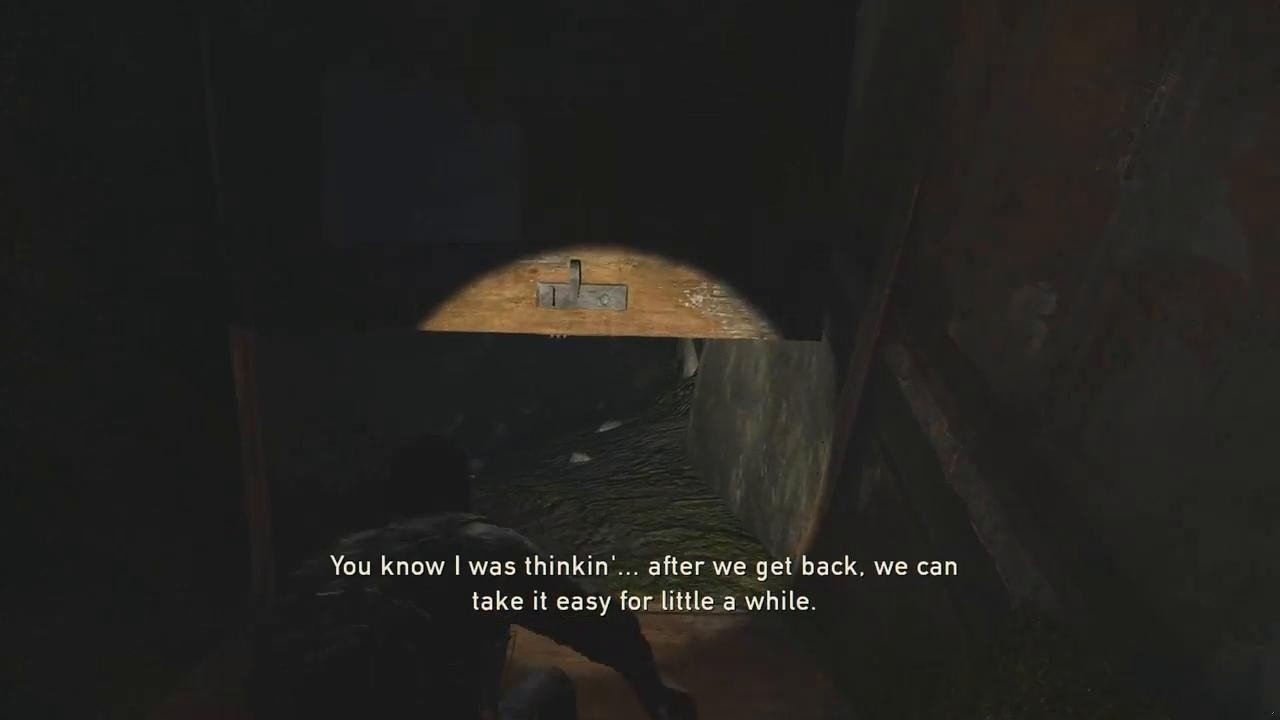 You know I was thinkin'... after we get back, we can
take it easy for little a while.